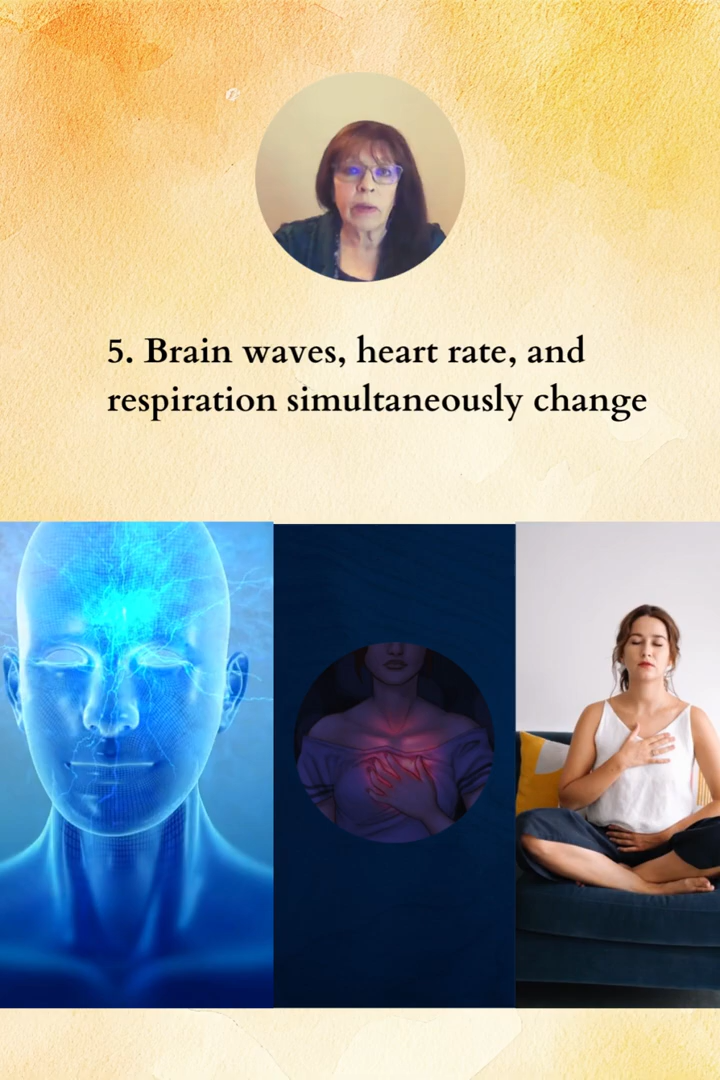 5. Brain waves, heart rate, and
respiration simultaneously change